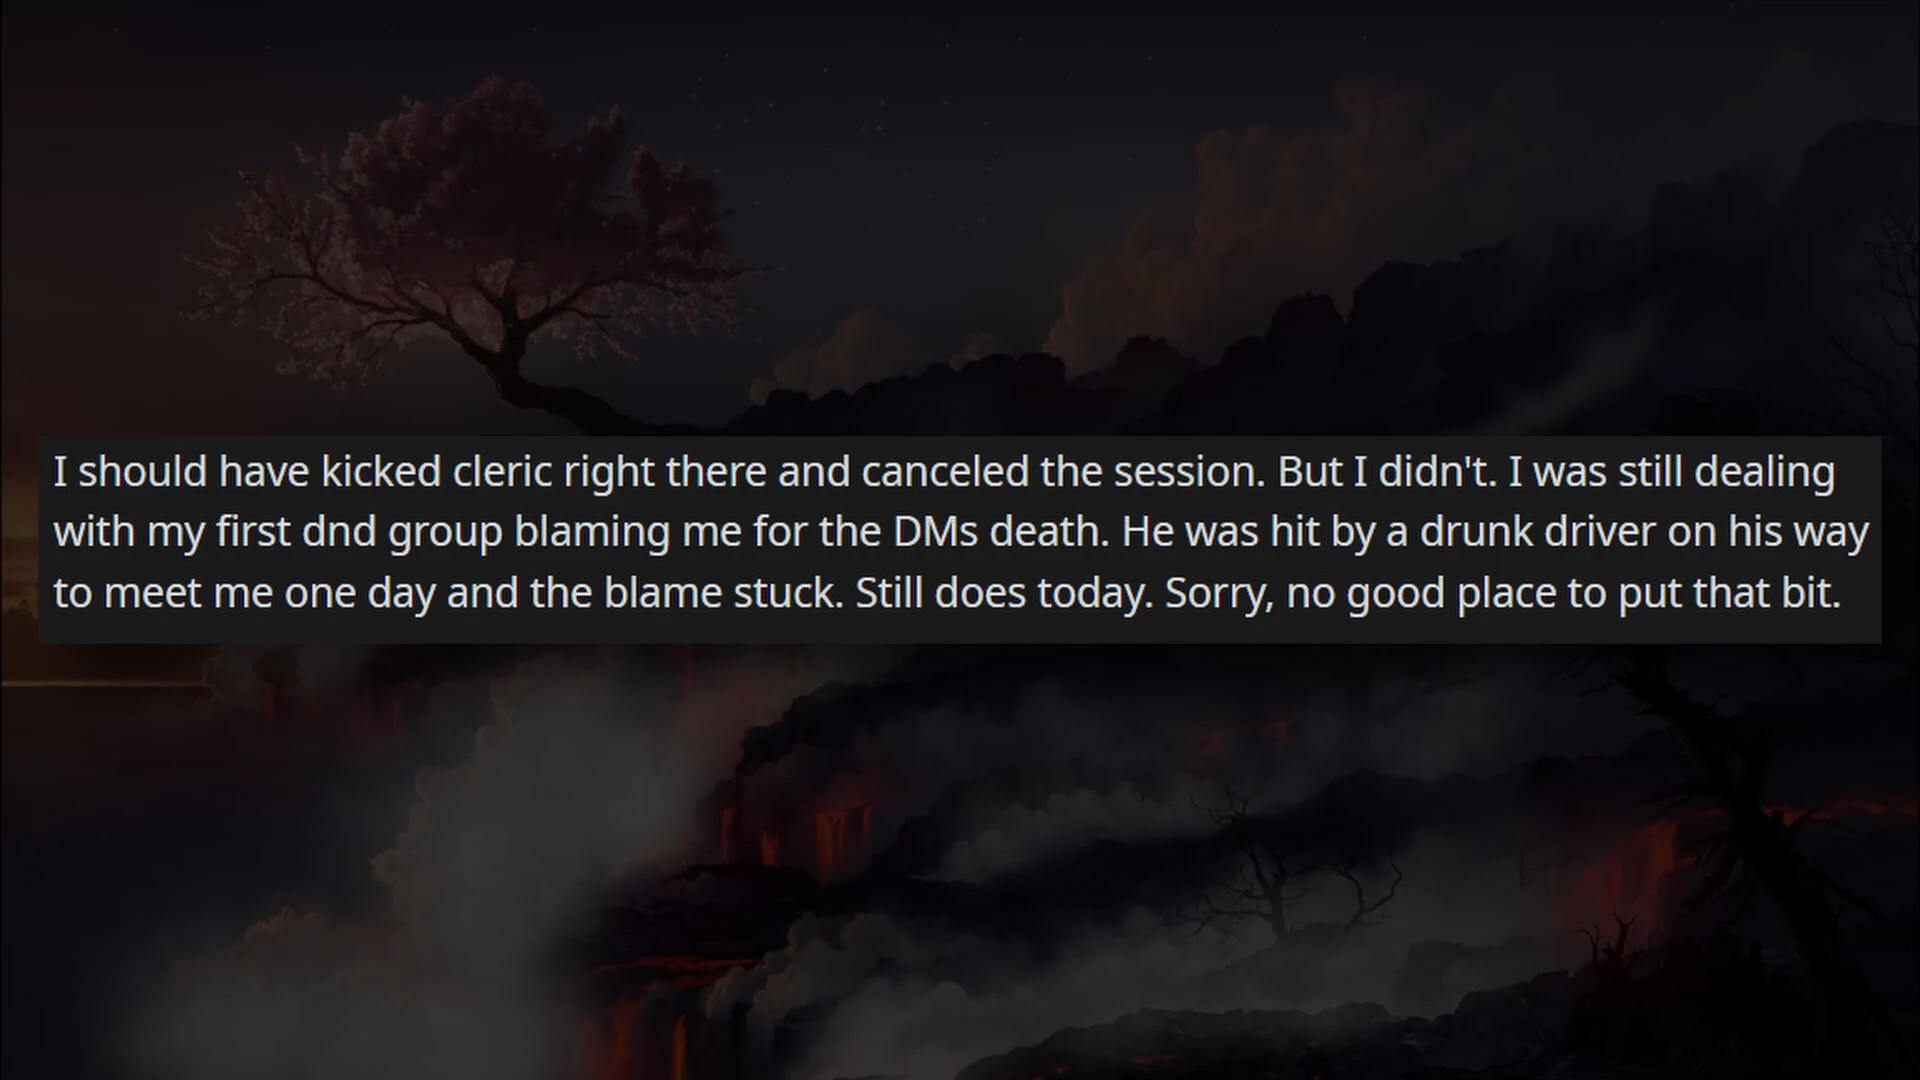 I should have kicked cleric right there and canceled the session. But I didn't. I was still dealing
with my first dnd group blaming me for the DMs death. He was hit by a drunk driver on his way
to meet me one day and the blame stuck. Still does today. Sorry, no good place to put that bit.